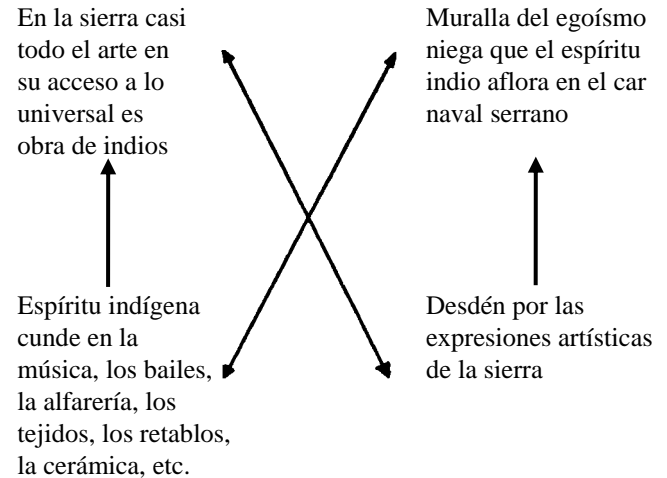 En la sierra casi
todo el arte en
su acceso a lo
universal es
obra de indios
Muralla del egoísmo
niega que el espíritu
indio aflora en el car
naval serrano
Espíritu indígena
cunde en la
música, los bailes,
la alfarería, los
tejidos, los retablos,
la cerámica, etc.
Desdén por las
expresiones artísticas
de la sierra